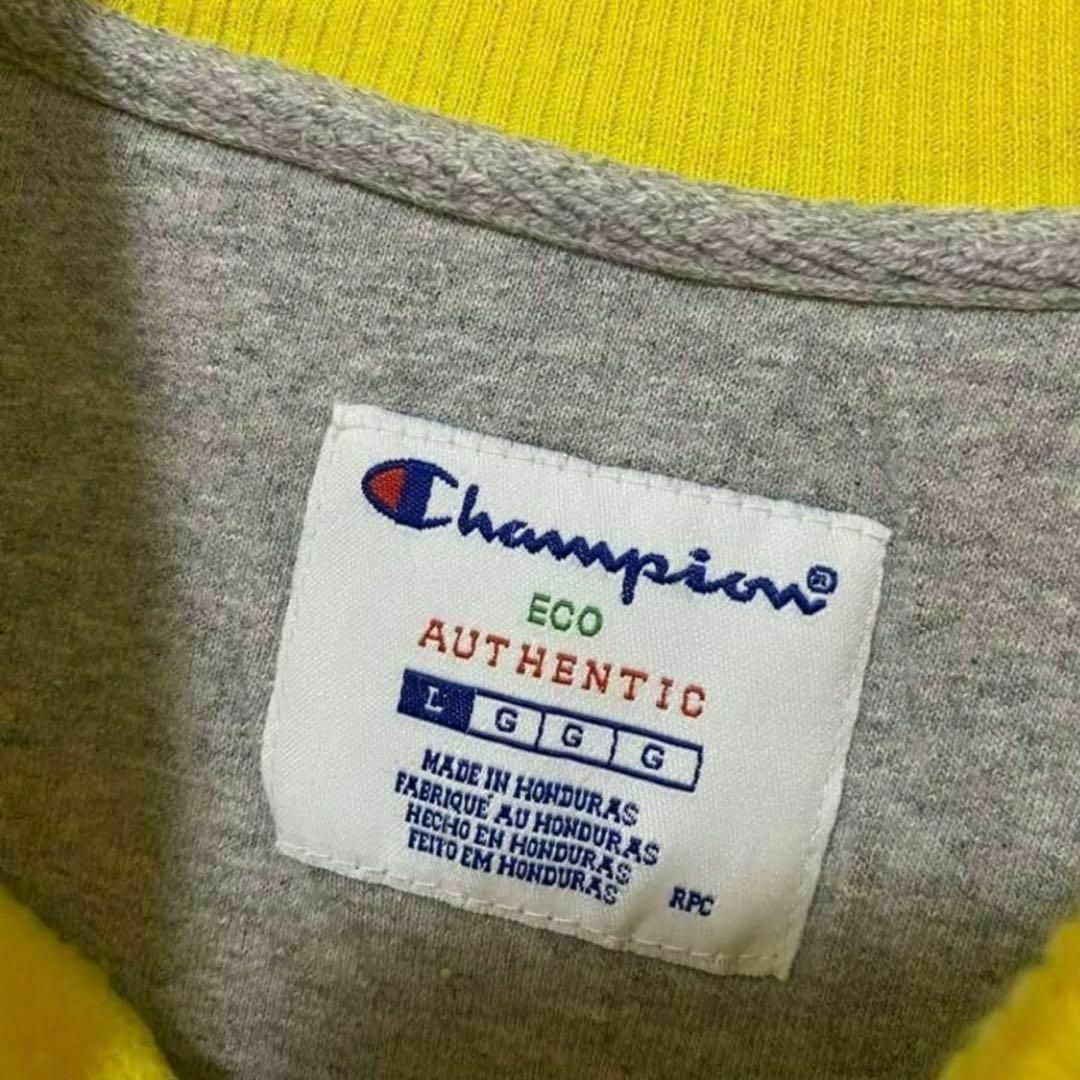 Champion®
ECO
AUTHENTIC
L G G G
MADE IN HONDURAS
FABRIQUÉ AU HONDURAS
HECHO EN HONDURAS
FEITO EM HONDURAS
RPC